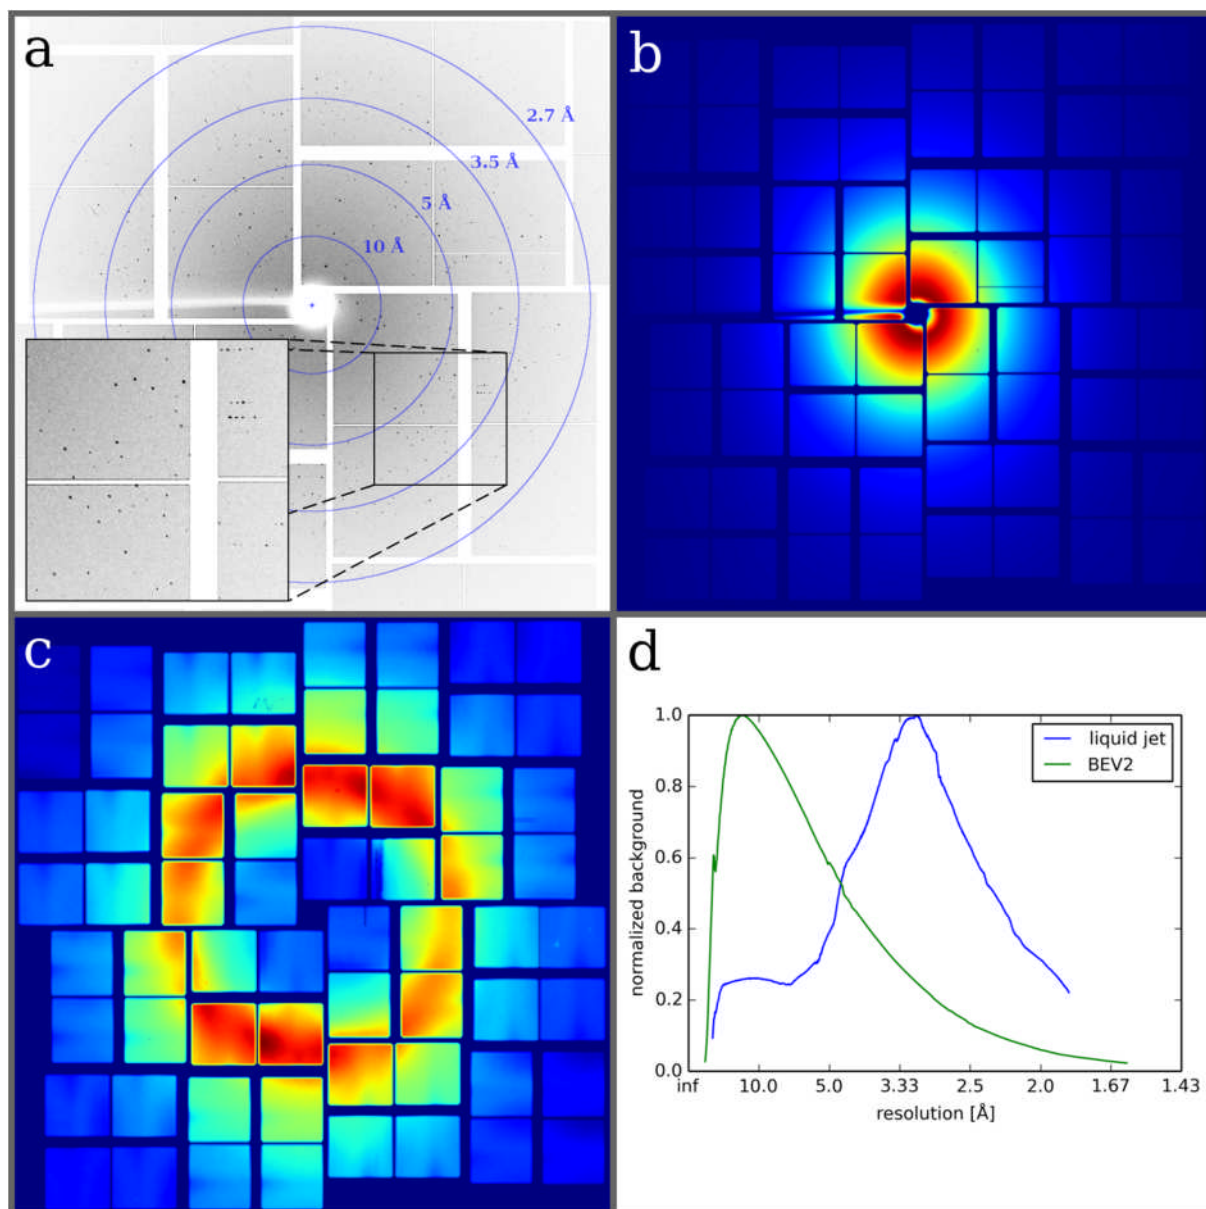 a
2.7 Å
3.5 Å
5 Å
10 Å
b
c
d
1.0
0.8
0.6
0.4
0.2
0.0
normalized background
liquid jet
BEV2
inf 10.0 5.0 3.33 2.5 2.0 1.67 1.43
resolution [Å]